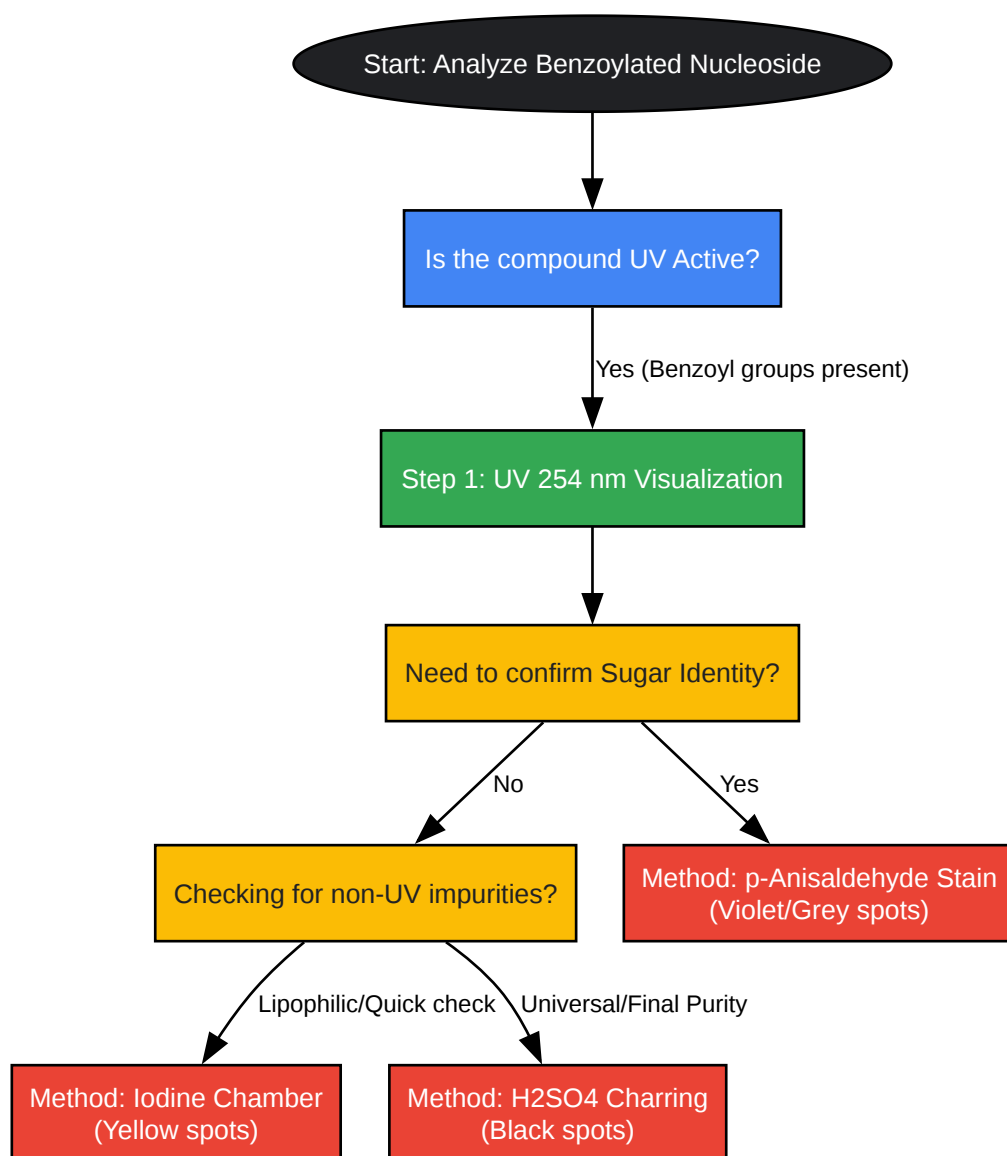 Start: Analyze Benzoylated Nucleoside
Is the compound UV Active?
Yes (Benzoyl groups present)
Step 1: UV 254 nm Visualization
Need to confirm Sugar Identity?
No
Yes
Checking for non-UV impurities?
Method: p-Anisaldehyde Stain
(Violet/Grey spots)
Lipophilic/Quick check
Universal/Final Purity
Method: Iodine Chamber
(Yellow spots)
Method: H2SO4 Charring
(Black spots)